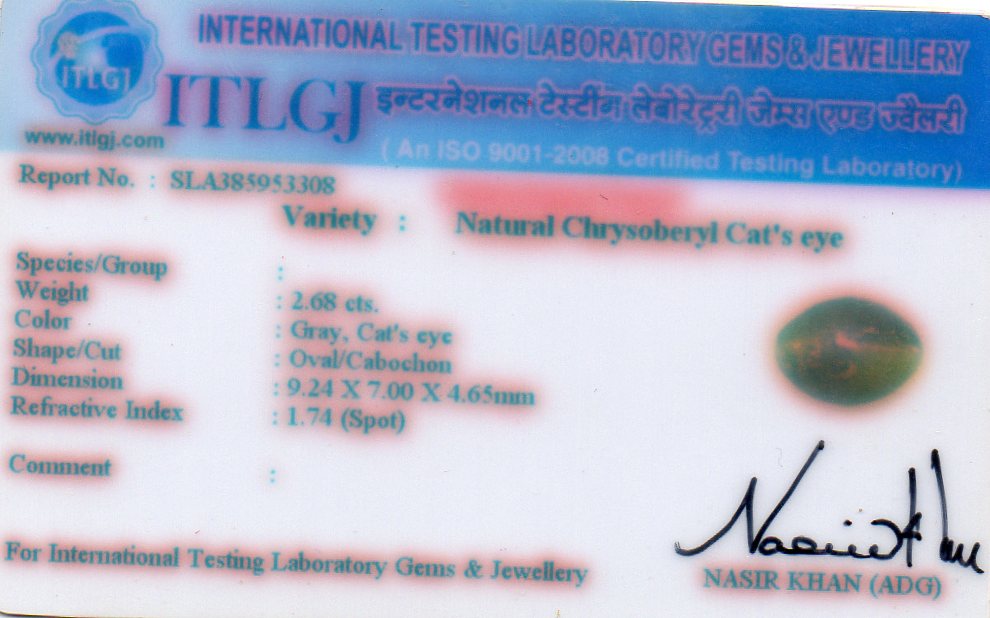 INTERNATIONAL TESTING LABORATORY GEMS & JEWELLERY
ITLGJ
ITLGJ इन्टरनेशनल टेस्टींग लेबोरेट्ररी जेम्स एण्ड ज्वैलरी
www.itlgj.com
( An ISO 9001-2008 Certified Testing Laboratory)
Report No. : SLA385953308
Variety : Natural Chrysoberyl Cat's eye
Species/Group :
Weight : 2.68 cts.
Color : Gray, Cat's eye
Shape/Cut : Oval/Cabochon
Dimension : 9.24 X 7.00 X 4.65mm
Refractive Index : 1.74 (Spot)
Comment :
For International Testing Laboratory Gems & Jewellery
NASIR KHAN (ADG)